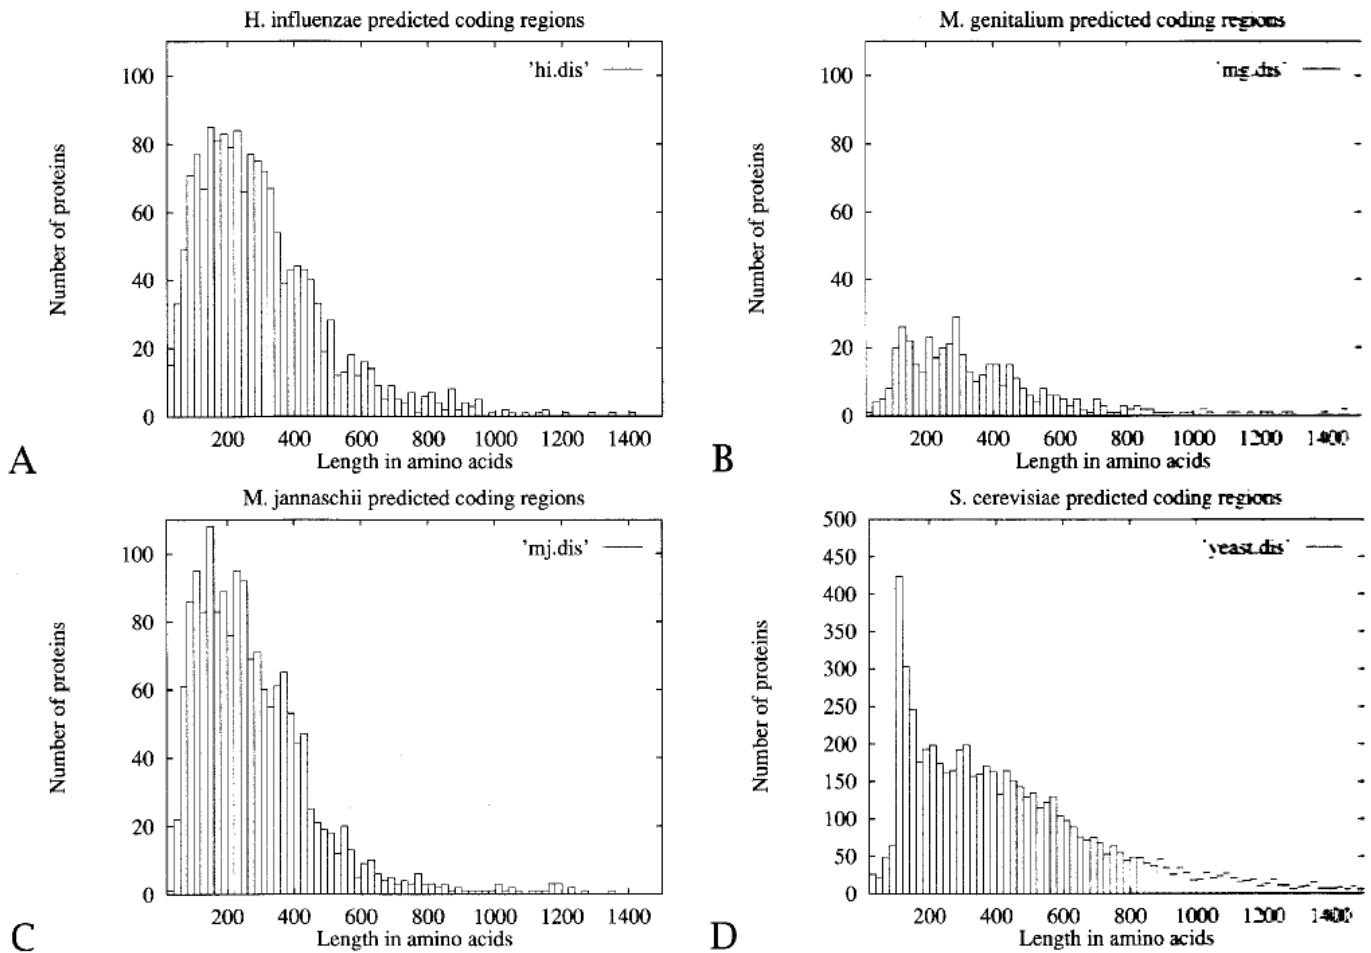 H. influenzae predicted coding regions
'hi.dis'
100
80
60
40
20
0
Number of proteins
200 400 600 800 1000 1200 1400
Length in amino acids
A
M. genitalium predicted coding regions
'mg.dis'
100
80
60
40
20
0
Number of proteins
200 400 600 800 1000 1200 1400
Length in amino acids
B
M. jannaschii predicted coding regions
'mj.dis'
100
80
60
40
20
0
Number of proteins
200 400 600 800 1000 1200 1400
Length in amino acids
C
S. cerevisiae predicted coding regions
'yeast.dis'
500
450
400
350
300
250
200
150
100
50
0
Number of proteins
200 400 600 800 1000 1200 1400
Length in amino acids
D